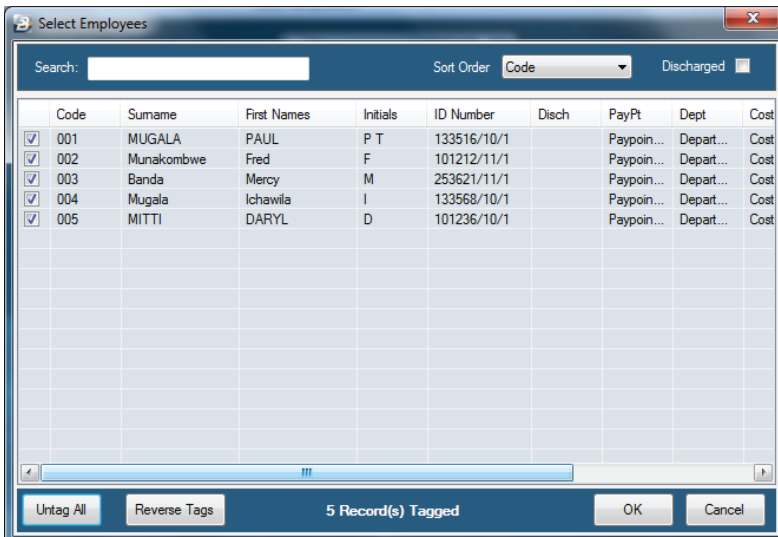 Select Employees
Search: Sort Order Code Discharged
Code Surname First Names Initials ID Number Disch PayPt Dept Cost
001 MUGALA PAUL P T 133516/10/1 Paypoin... Depart... Cost
002 Munakombwe Fred F 101212/11/1 Paypoin... Depart... Cost
003 Banda Mercy M 253621/11/1 Paypoin... Depart... Cost
004 Mugala Ichawila I 133568/10/1 Paypoin... Depart... Cost
005 MITTI DARYL D 101236/10/1 Paypoin... Depart... Cost
Untag All Reverse Tags 5 Record(s) Tagged OK Cancel